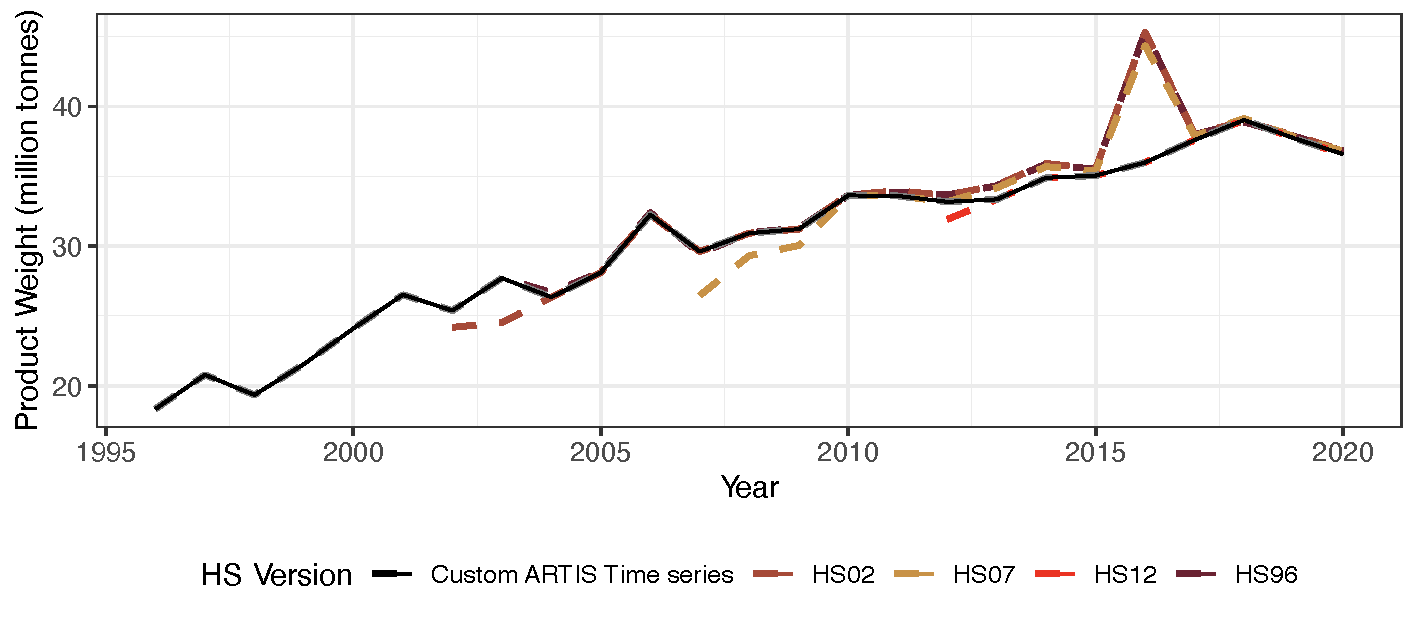 Product Weight (million tonnes)
40
30
20
1995 2000 2005 2010 2015 2020
Year
HS Version Custom ARTIS Time series HS02 HS07 HS12 HS96